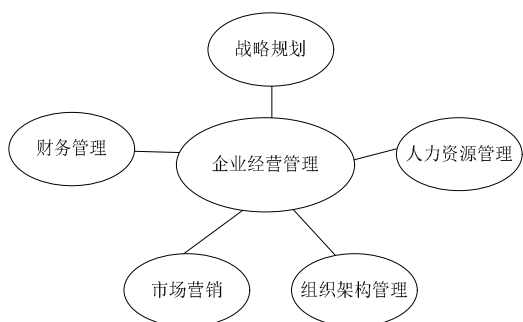 战略规划
财务管理
企业经营管理
人力资源管理
市场营销
组织架构管理